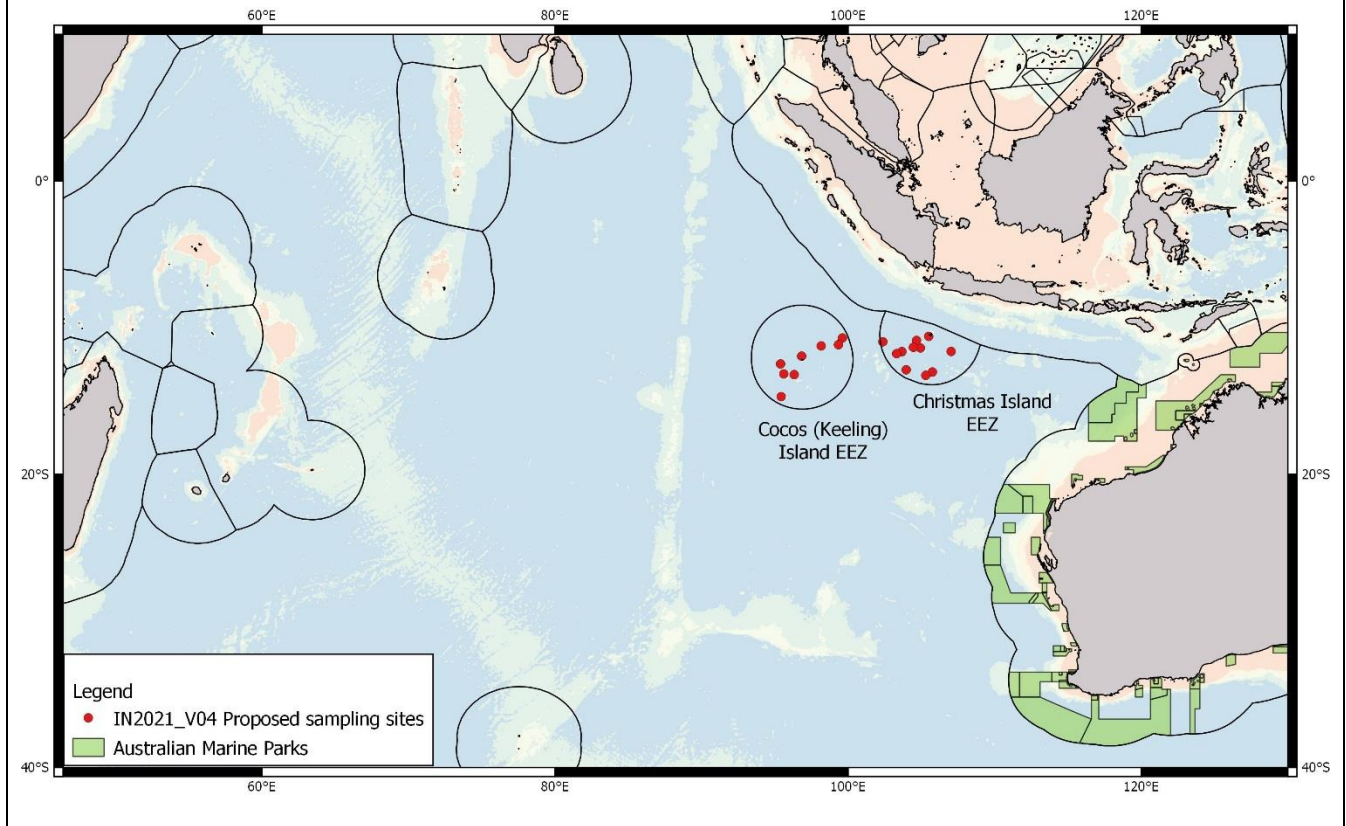 60°E 80°E 100°E 120°E
0° 0°
Christmas Island
EEZ
Cocos (Keeling)
Island EEZ
20°S 20°S
Legend
IN2021_V04 Proposed sampling sites
Australian Marine Parks
40°S 40°S
60°E 80°E 100°E 120°E